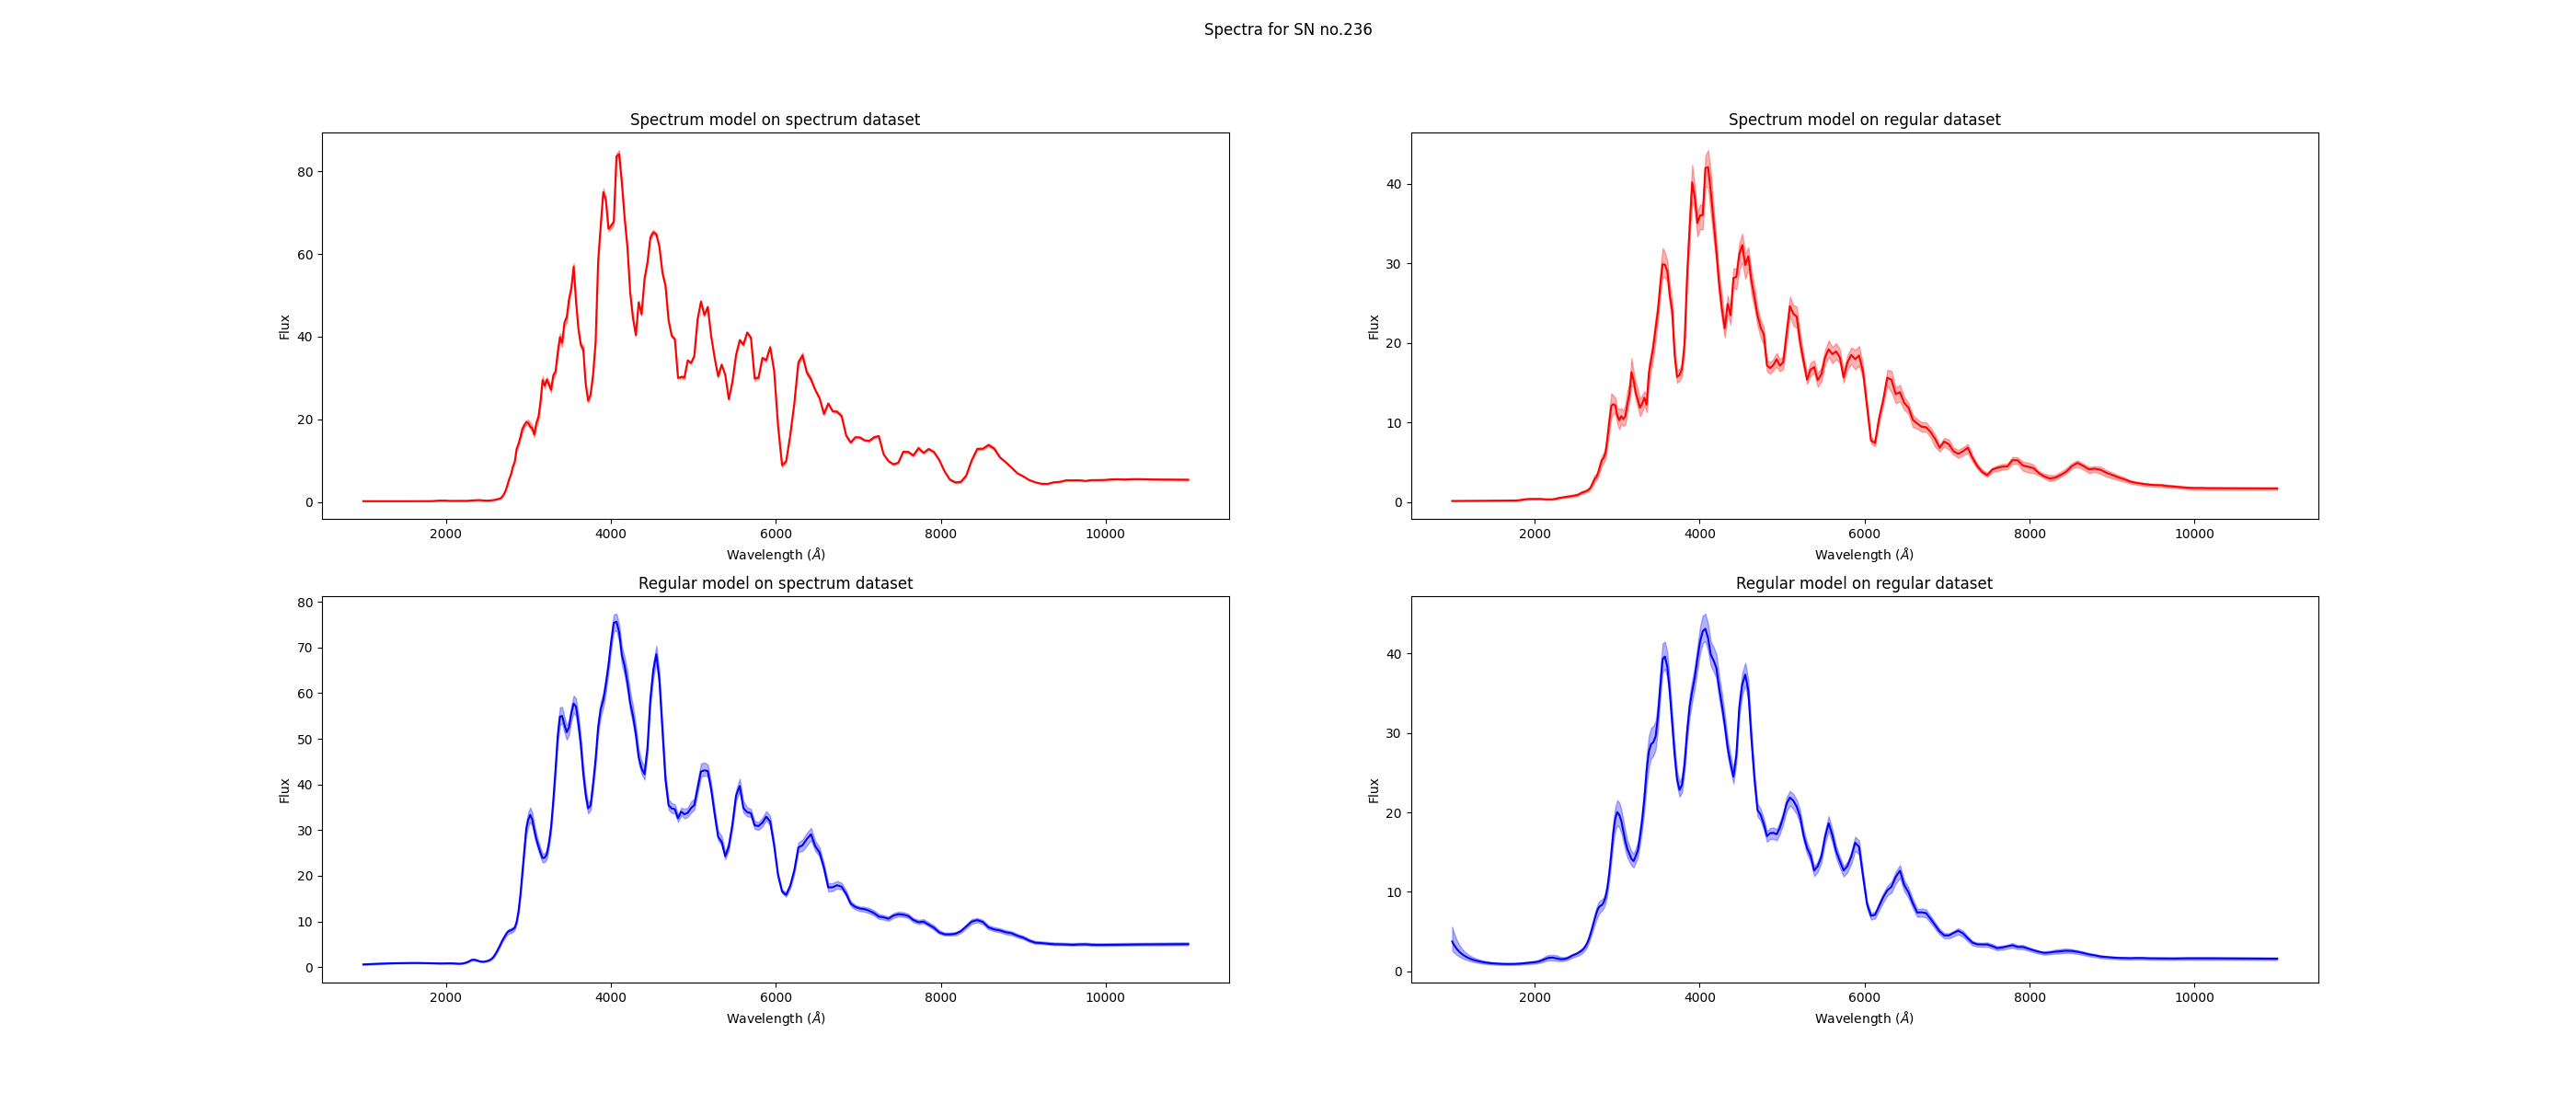 Spectra for SN no.236
Spectrum model on spectrum dataset
80
60
40
20
0
Flux
2000 4000 6000 8000 10000
Wavelength (Å)
Spectrum model on regular dataset
40
30
20
10
0
Flux
2000 4000 6000 8000 10000
Wavelength (Å)
Regular model on spectrum dataset
80
70
60
50
40
30
20
10
0
Flux
2000 4000 6000 8000 10000
Wavelength (Å)
Regular model on regular dataset
40
30
20
10
0
Flux
2000 4000 6000 8000 10000
Wavelength (Å)